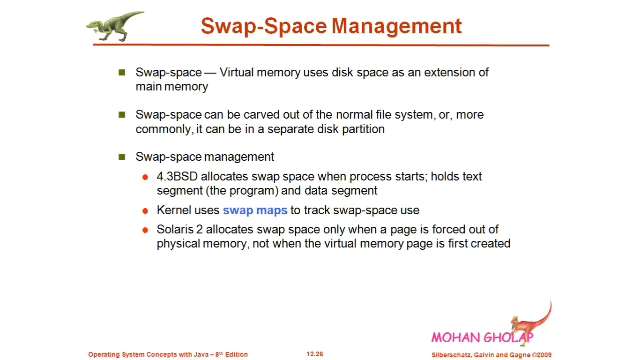 Swap-Space Management
Swap-space — Virtual memory uses disk space as an extension of
main memory
Swap-space can be carved out of the normal file system, or, more
commonly, it can be in a separate disk partition
Swap-space management
4.3BSD allocates swap space when process starts; holds text
segment (the program) and data segment
Kernel uses swap maps to track swap-space use
Solaris 2 allocates swap space only when a page is forced out of
physical memory, not when the virtual memory page is first created
MOHAN GHOLAP
Operating System Concepts with Java – 8th Edition
12.26
Silberschatz, Galvin and Gagne ©2009